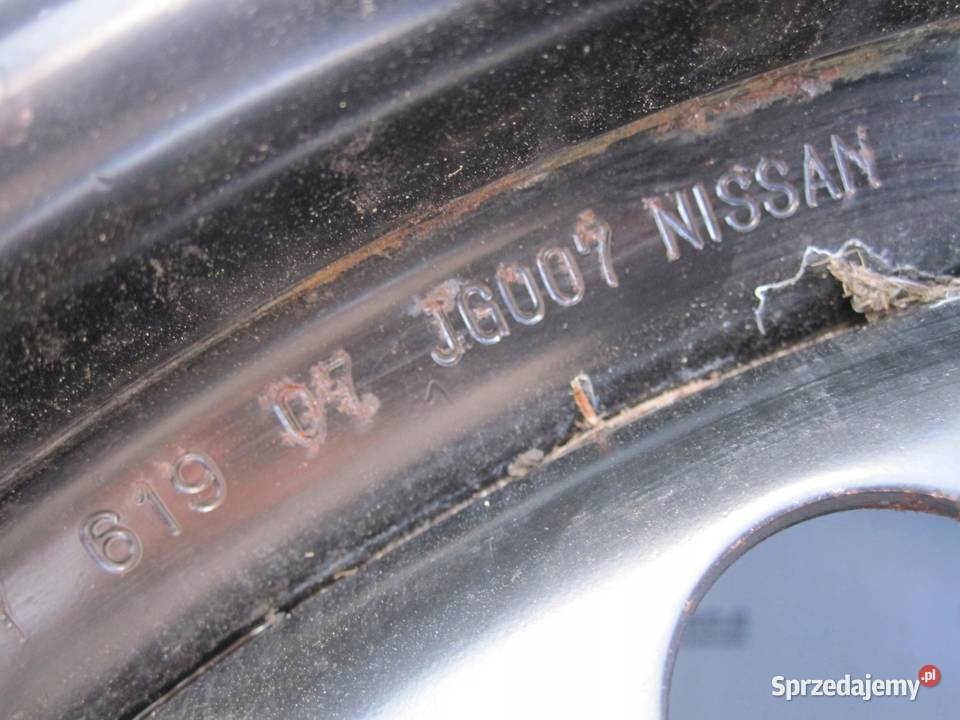 619 07 JG007 NISSAN
Sprzedajemy.pl